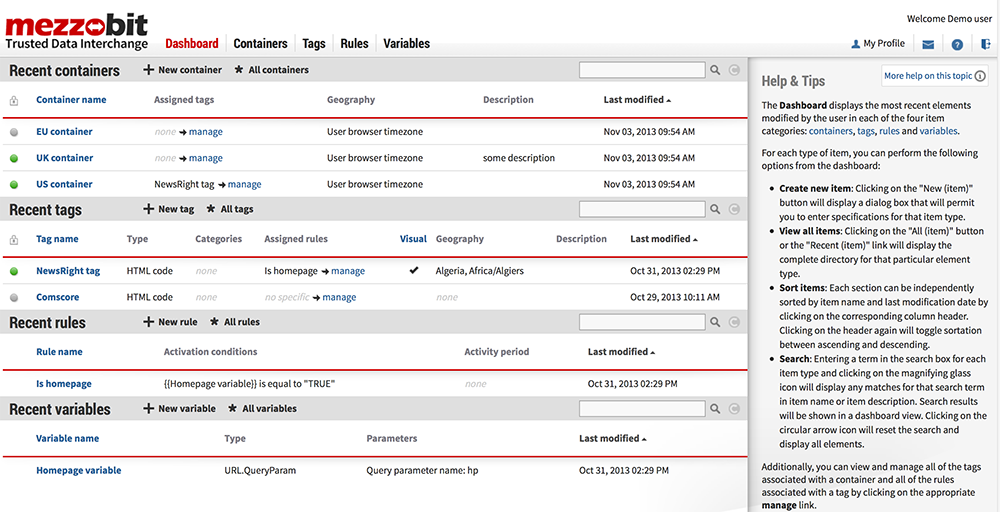 mezzobit
Trusted Data Interchange
Welcome Demo user
Dashboard Containers Tags Rules Variables
My Profile
Recent containers + New container * All containers
Container name Assigned tags Geography Description Last modified
EU container none → manage User browser timezone Nov 03, 2013 09:54 AM
UK container none → manage User browser timezone some description Nov 03, 2013 09:54 AM
US container NewsRight tag → manage User browser timezone Nov 03, 2013 09:54 AM
Recent tags + New tag * All tags
Tag name Type Categories Assigned rules Visual Geography Description Last modified
NewsRight tag HTML code none Is homepage → manage ✔ Algeria, Africa/Algiers Oct 31, 2013 02:29 PM
Comscore HTML code none no specific → manage none Oct 29, 2013 10:11 AM
Recent rules + New rule * All rules
Rule name Activation conditions Activity period Last modified
Is homepage {{Homepage variable}} is equal to "TRUE" none Oct 31, 2013 02:29 PM
Recent variables + New variable * All variables
Variable name Type Parameters Last modified
Homepage variable URL.QueryParam Query parameter name: hp Oct 31, 2013 02:29 PM
Help & Tips
More help on this topic
The Dashboard displays the most recent elements
modified by the user in each of the four item
categories: containers, tags, rules and variables.
For each type of item, you can perform the following
options from the dashboard:
• Create new item: Clicking on the "New (item)"
button will display a dialog box that will permit
you to enter specifications for that item type.
• View all items: Clicking on the "All (item)" button
or the "Recent (item)" link will display the
complete directory for that particular element
type.
• Sort items: Each section can be independently
sorted by item name and last modification date by
clicking on the corresponding column header.
Clicking on the header again will toggle sortation
between ascending and descending.
• Search: Entering a term in the search box for each
item type and clicking on the magnifying glass
icon will display any matches for that search term
in item name or item description. Search results
will be shown in a dashboard view. Clicking on the
circular arrow icon will reset the search and
display all elements.
Additionally, you can view and manage all of the tags
associated with a container and all of the rules
associated with a tag by clicking on the appropriate
manage link.